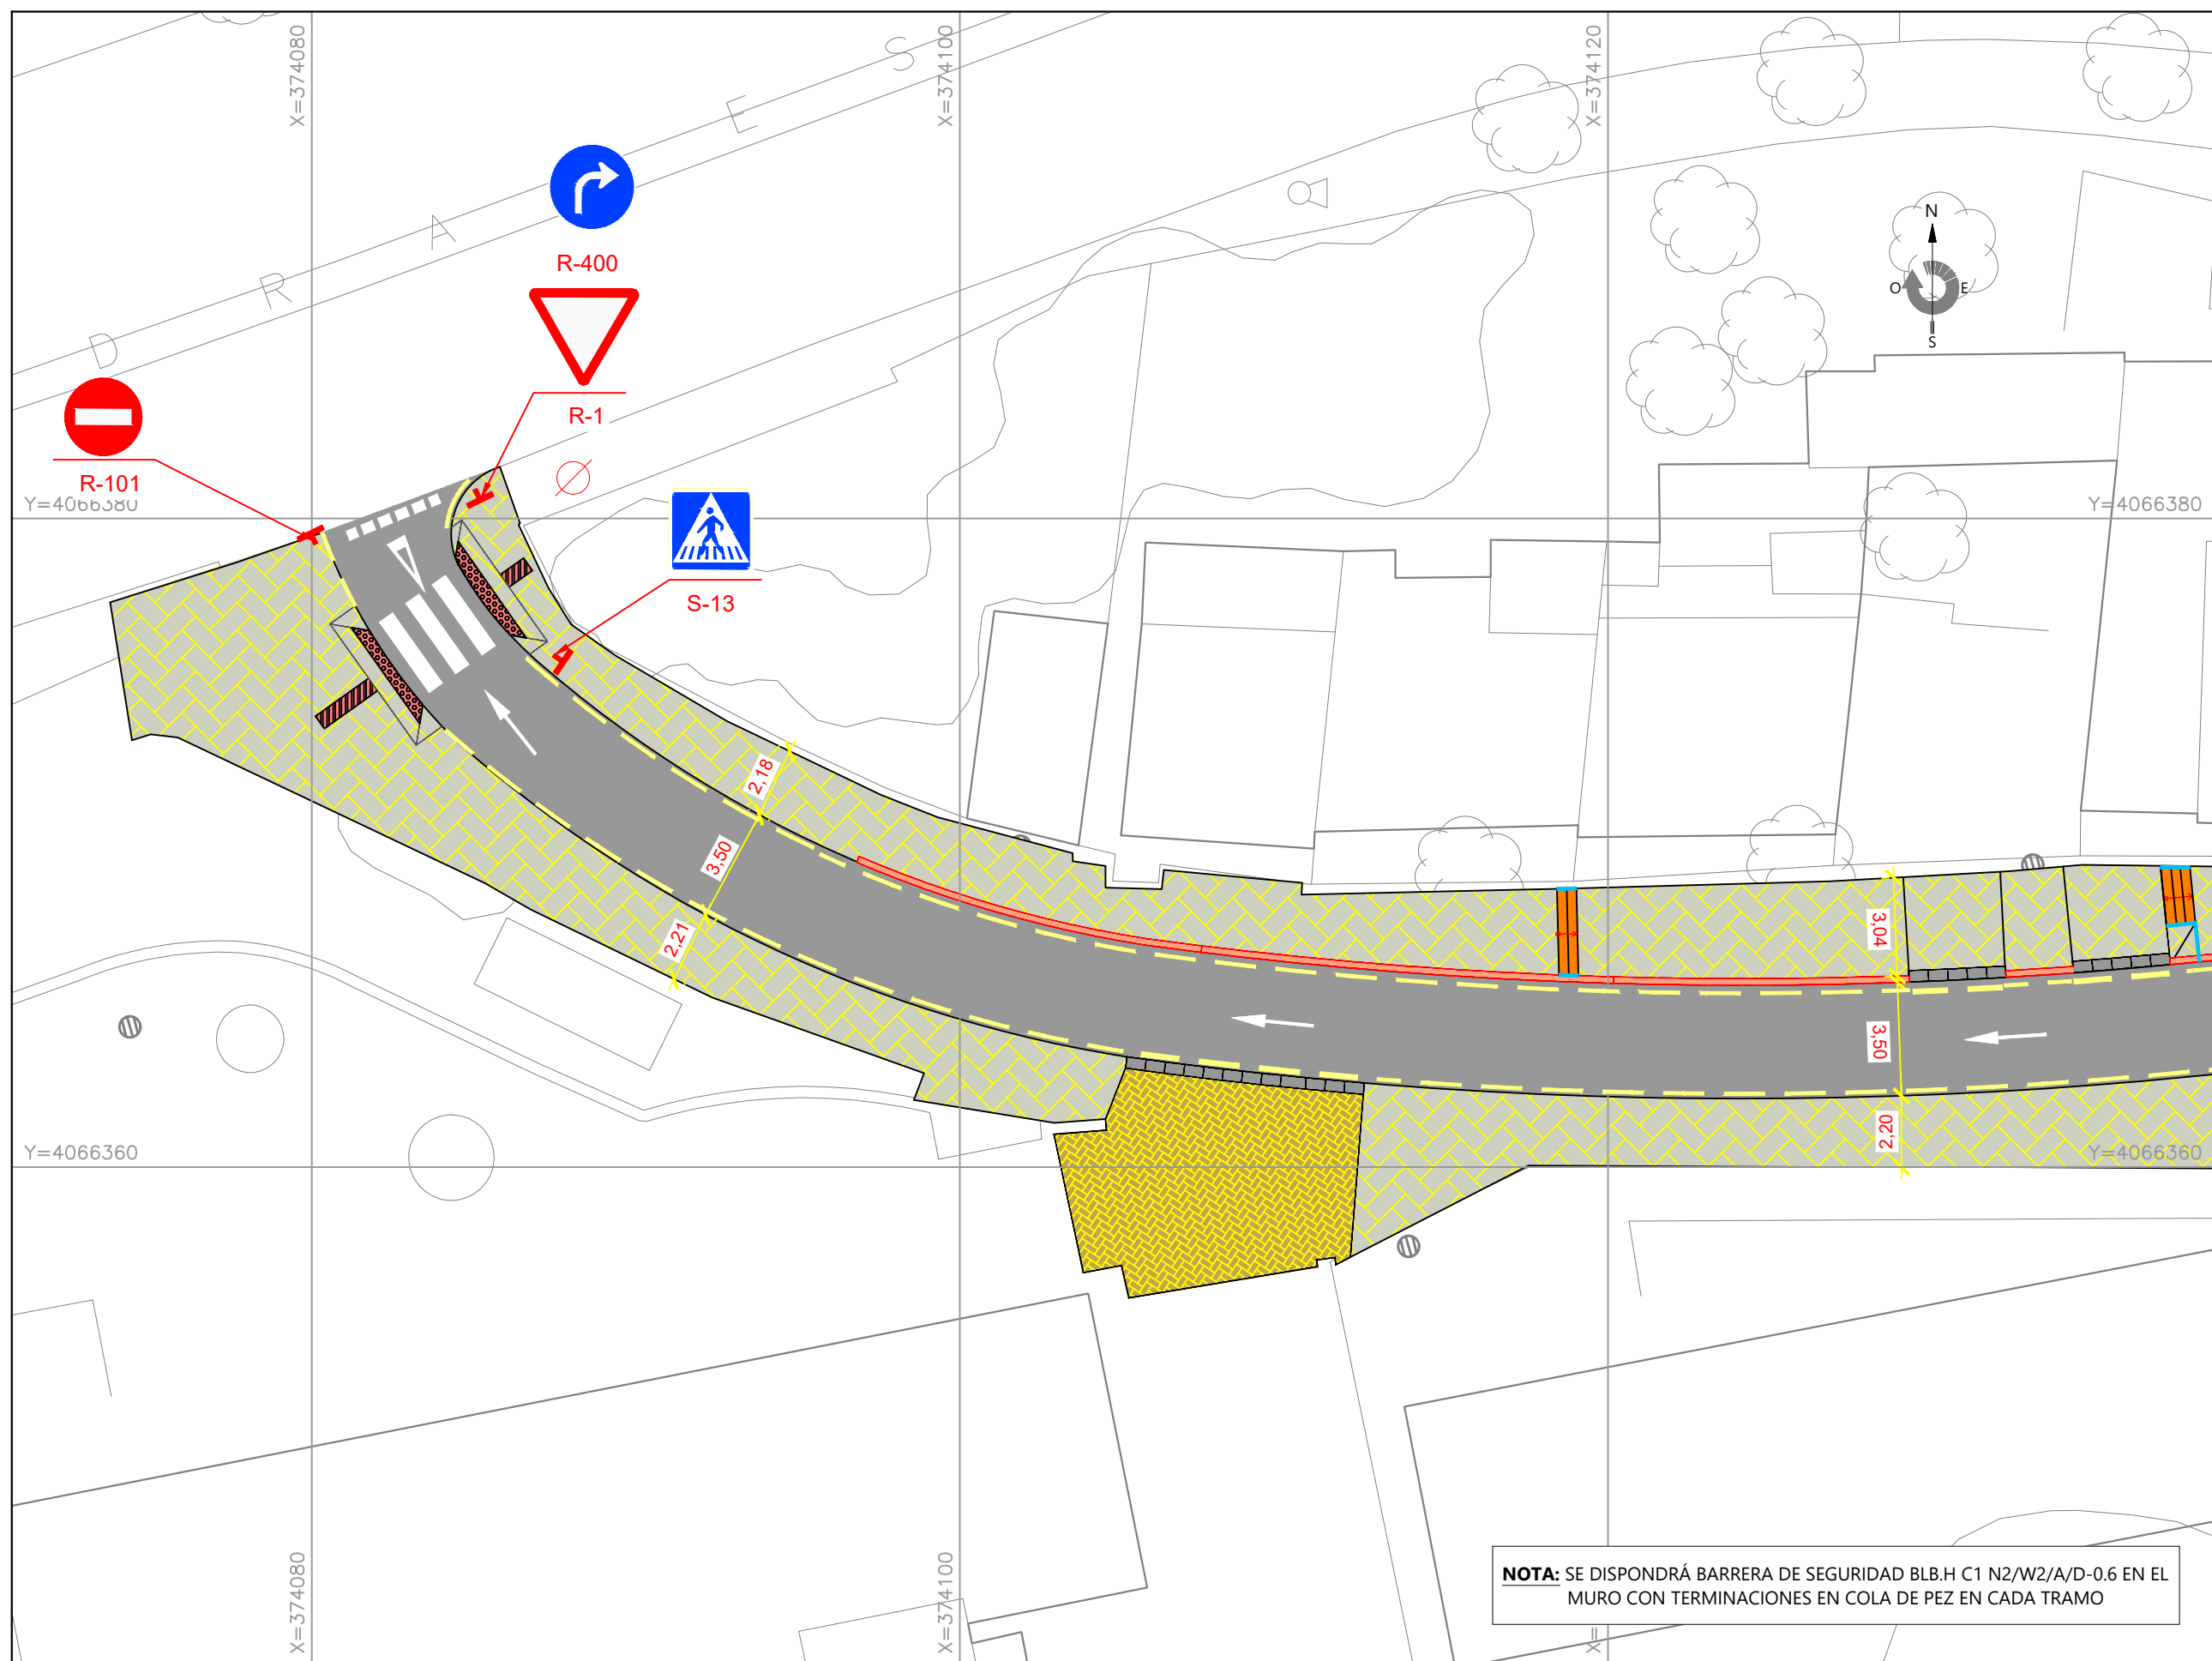 X=374080
X=374100
X=374120
D R A E S
R-400
R-1
R-101
S-13
N
O
E
S
Y=4066380
Y=4066380
2,18
3,50
2,21
3,04
3,50
2,20
Y=4066360
Y=4066360
X=374080
X=374100
X=
NOTA: SE DISPONDRÁ BARRERA DE SEGURIDAD BLB.H C1 N2/W2/A/D-0.6 EN EL
MURO CON TERMINACIONES EN COLA DE PEZ EN CADA TRAMO